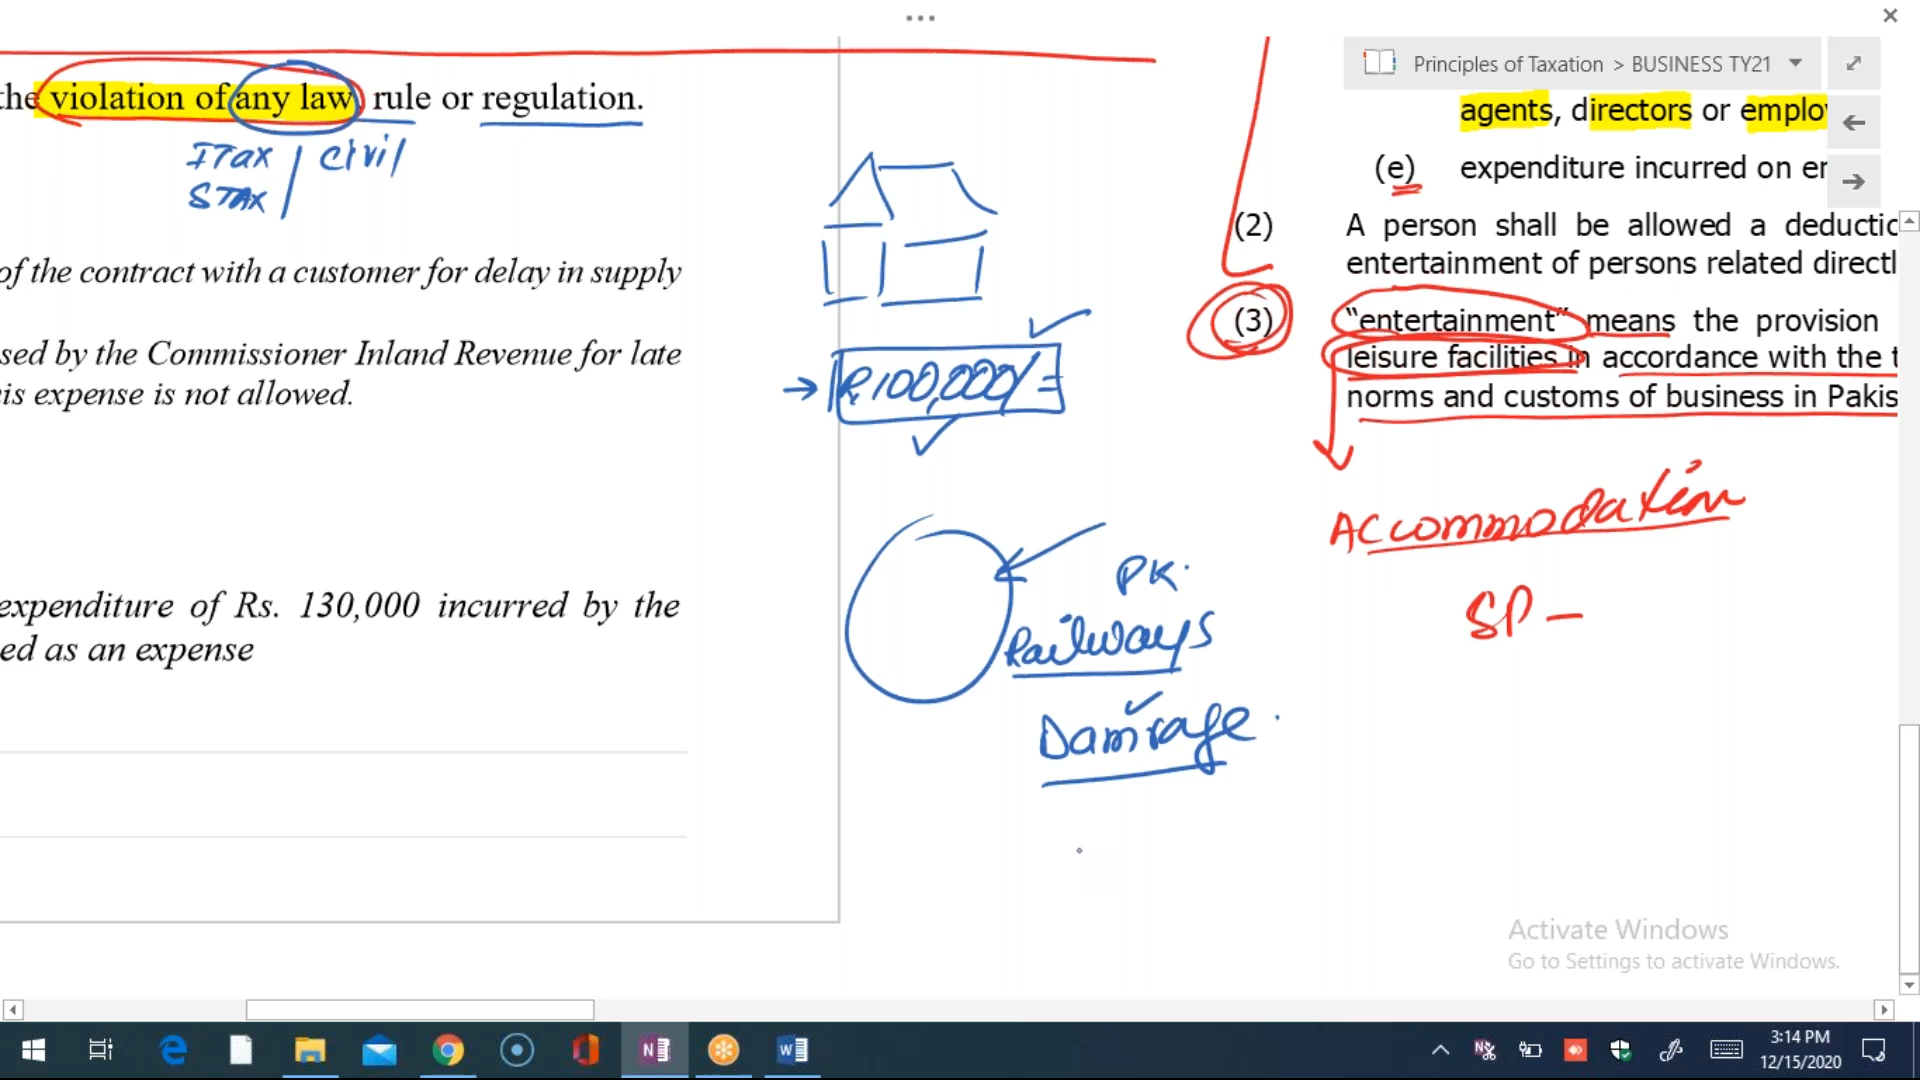 the violation of any law, rule or regulation.
ITax / Civil
STax
of the contract with a customer for delay in supply
sed by the Commissioner Inland Revenue for late
is expense is not allowed.
expenditure of Rs. 130,000 incurred by the
ed as an expense
R.100,000/=
PK.
Railways
Damrage.
Principles of Taxation > BUSINESS TY21
agents, directors or emplo
(e) expenditure incurred on en
(2) A person shall be allowed a deductio
entertainment of persons related directl
(3) “entertainment” means the provision
leisure facilities in accordance with the t
norms and customs of business in Pakis
Accommodation
SP –
Activate Windows
Go to Settings to activate Windows.
3:14 PM
12/15/2020